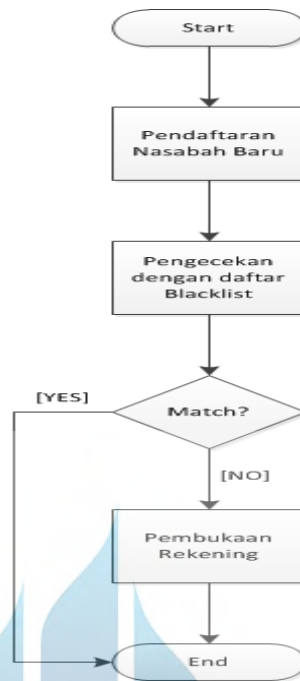 Start
Pendaftaran
Nasabah Baru
Pengecekan
dengan daftar
Blacklist
[YES]
Match?
[NO]
Pembukaan
Rekening
End